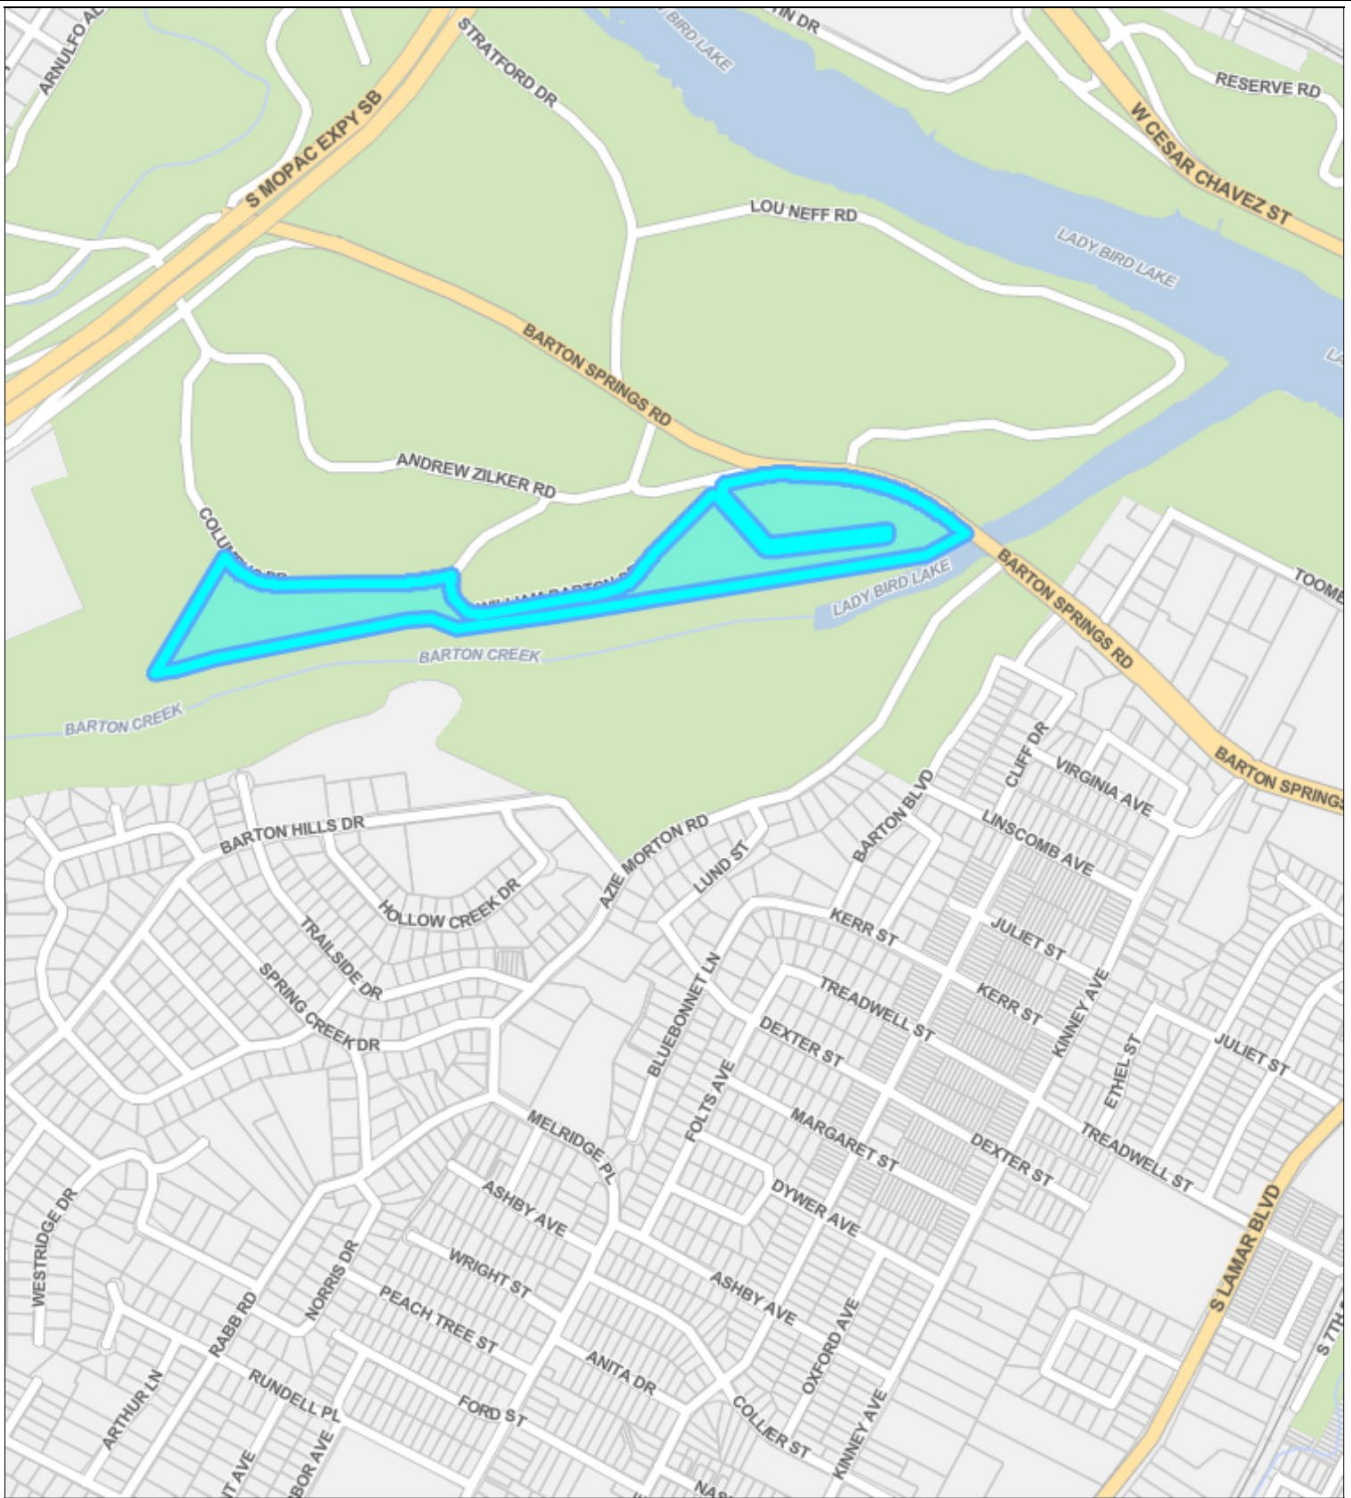 ARNULFO AL
STRATFORD DR
BIRD LAKE
RESERVE RD
S MOPAC EXPY SB
W CESAR CHAVEZ ST
LOU NEFF RD
LADY BIRD LAKE
BARTON SPRINGS RD
ANDREW ZILKER RD
BARTON SPRINGS RD
LADY BIRD LAKE
BARTON CREEK
BARTON CREEK
CLIFF DR
VIRGINIA AVE
BARTON SPRINGS
BARTON HILLS DR
AZIE MORTON RD
LUND ST
BARTON BLVD
LINSCOMB AVE
HOLLOW CREEK DR
TRAILSIDE DR
SPRING CREEK DR
BLUEBONNET LN
KERR ST
JULIET ST
TREADWELL ST
KERR ST
KINNEY AVE
DEXTER ST
ETHEL ST
JULIET ST
FOLTS AVE
MELRIDGE PL
MARGARET ST
DEXTER ST
TREADWELL ST
WESTRIDGE DR
ASHBY AVE
DYWER AVE
S LAMAR BLVD
WRIGHT ST
NORRIS DR
PEACH TREE ST
ASHBY AVE
RABB RD
OXFORD AVE
S 7TH
ARTHUR LN
RUNDELL PL
ANITA DR
FORD ST
COLLIER ST
KINNEY AVE